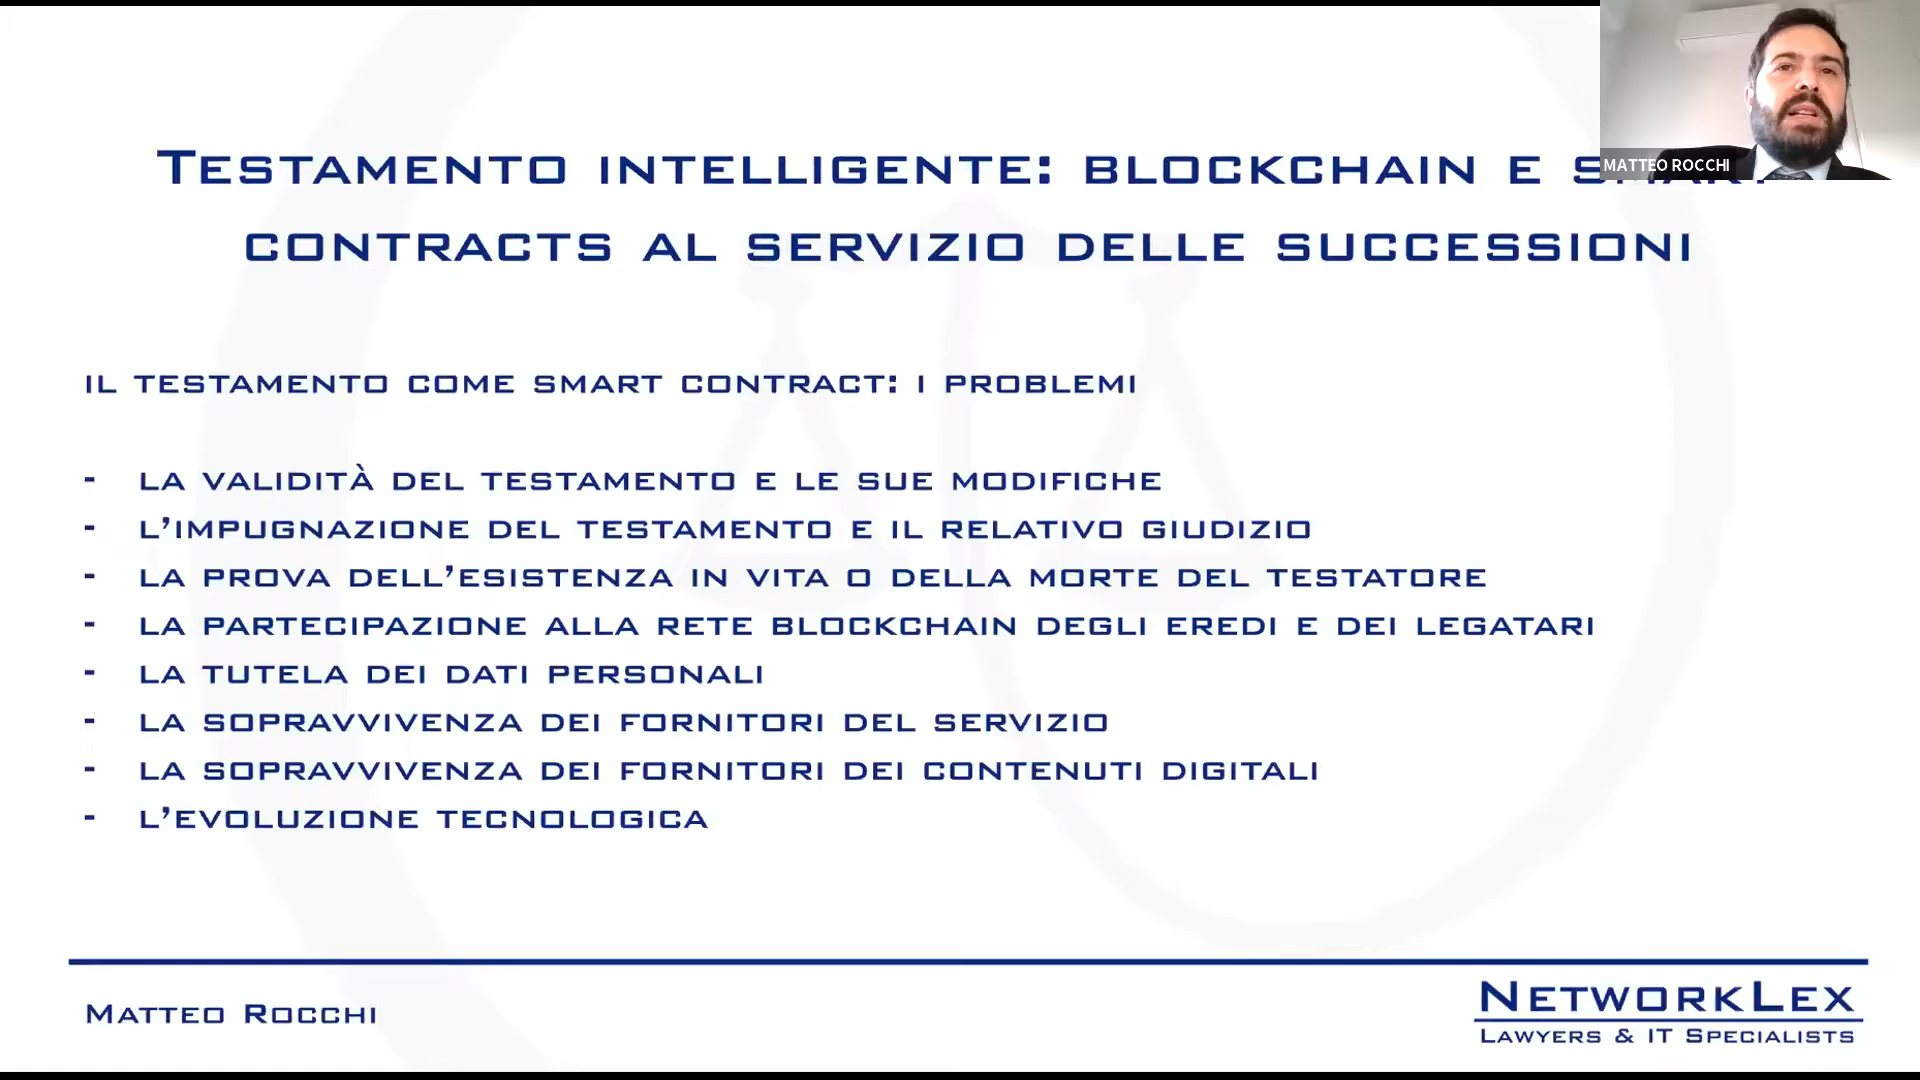 TESTAMENTO INTELLIGENTE: BLOCKCHAIN E
CONTRACTS AL SERVIZIO DELLE SUCCESSIONI
MATTEO ROCCHI
IL TESTAMENTO COME SMART CONTRACT: I PROBLEMI
- LA VALIDITÀ DEL TESTAMENTO E LE SUE MODIFICHE
- L'IMPUGNAZIONE DEL TESTAMENTO E IL RELATIVO GIUDIZIO
- LA PROVA DELL'ESISTENZA IN VITA O DELLA MORTE DEL TESTATORE
- LA PARTECIPAZIONE ALLA RETE BLOCKCHAIN DEGLI EREDI E DEI LEGATARI
- LA TUTELA DEI DATI PERSONALI
- LA SOPRAVVIVENZA DEI FORNITORI DEL SERVIZIO
- LA SOPRAVVIVENZA DEI FORNITORI DEI CONTENUTI DIGITALI
- L'EVOLUZIONE TECNOLOGICA
MATTEO ROCCHI
NETWORKLEX
LAWYERS & IT SPECIALISTS